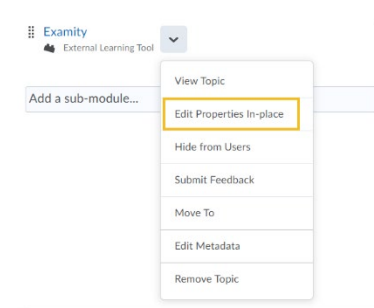 Examity
External Learning Tool
View Topic
Add a sub-module...
Edit Properties In-place
Hide from Users
Submit Feedback
Move To
Edit Metadata
Remove Topic